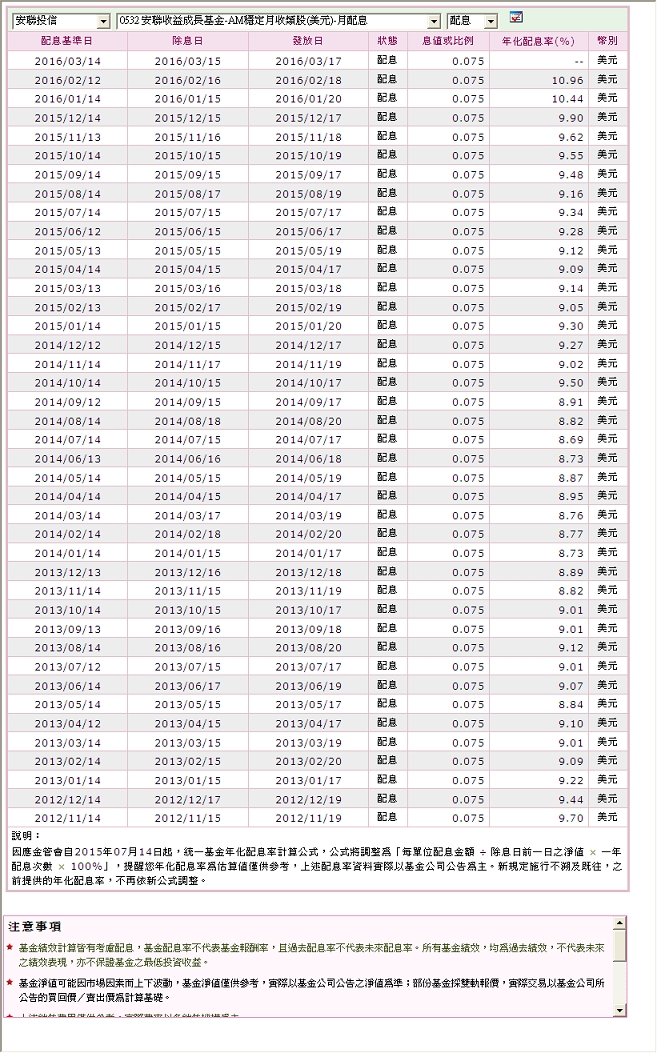 安聯投信 0532 安聯收益成長基金-AM穩定月收類股(美元)-月配息 配息
配息基準日 除息日 發放日 狀態 息值或比例 年化配息率(%) 幣別
2016/03/14 2016/03/15 2016/03/17 配息 0.075 -- 美元
2016/02/12 2016/02/16 2016/02/18 配息 0.075 10.96 美元
2016/01/14 2016/01/15 2016/01/20 配息 0.075 10.44 美元
2015/12/14 2015/12/15 2015/12/17 配息 0.075 9.90 美元
2015/11/13 2015/11/16 2015/11/18 配息 0.075 9.62 美元
2015/10/14 2015/10/15 2015/10/19 配息 0.075 9.55 美元
2015/09/14 2015/09/15 2015/09/17 配息 0.075 9.48 美元
2015/08/14 2015/08/17 2015/08/19 配息 0.075 9.16 美元
2015/07/14 2015/07/15 2015/07/17 配息 0.075 9.34 美元
2015/06/12 2015/06/15 2015/06/17 配息 0.075 9.28 美元
2015/05/13 2015/05/15 2015/05/19 配息 0.075 9.12 美元
2015/04/14 2015/04/15 2015/04/17 配息 0.075 9.09 美元
2015/03/13 2015/03/16 2015/03/18 配息 0.075 9.14 美元
2015/02/13 2015/02/17 2015/02/19 配息 0.075 9.05 美元
2015/01/14 2015/01/15 2015/01/20 配息 0.075 9.30 美元
2014/12/12 2014/12/15 2014/12/17 配息 0.075 9.27 美元
2014/11/14 2014/11/17 2014/11/19 配息 0.075 9.02 美元
2014/10/14 2014/10/15 2014/10/17 配息 0.075 9.50 美元
2014/09/12 2014/09/15 2014/09/17 配息 0.075 8.91 美元
2014/08/14 2014/08/18 2014/08/20 配息 0.075 8.82 美元
2014/07/14 2014/07/15 2014/07/17 配息 0.075 8.69 美元
2014/06/13 2014/06/16 2014/06/18 配息 0.075 8.73 美元
2014/05/14 2014/05/15 2014/05/19 配息 0.075 8.87 美元
2014/04/14 2014/04/15 2014/04/17 配息 0.075 8.95 美元
2014/03/14 2014/03/17 2014/03/19 配息 0.075 8.76 美元
2014/02/14 2014/02/18 2014/02/20 配息 0.075 8.77 美元
2014/01/14 2014/01/15 2014/01/17 配息 0.075 8.73 美元
2013/12/13 2013/12/16 2013/12/18 配息 0.075 8.89 美元
2013/11/14 2013/11/15 2013/11/19 配息 0.075 8.82 美元
2013/10/14 2013/10/15 2013/10/17 配息 0.075 9.01 美元
2013/09/13 2013/09/16 2013/09/18 配息 0.075 9.01 美元
2013/08/14 2013/08/16 2013/08/20 配息 0.075 9.12 美元
2013/07/12 2013/07/15 2013/07/17 配息 0.075 9.01 美元
2013/06/14 2013/06/17 2013/06/19 配息 0.075 9.07 美元
2013/05/14 2013/05/15 2013/05/17 配息 0.075 8.84 美元
2013/04/12 2013/04/15 2013/04/17 配息 0.075 9.10 美元
2013/03/14 2013/03/15 2013/03/19 配息 0.075 9.01 美元
2013/02/14 2013/02/15 2013/02/20 配息 0.075 9.09 美元
2013/01/14 2013/01/15 2013/01/17 配息 0.075 9.22 美元
2012/12/14 2012/12/17 2012/12/19 配息 0.075 9.44 美元
2012/11/14 2012/11/15 2012/11/19 配息 0.075 9.70 美元
說明：
因應金管會自2015年07月14日起，統一基金年化配息率計算公式，公式將調整為「每單位配息金額 ÷ 除息日前一日之淨值 × 一年
配息次數 × 100%」，提醒您年化配息率為估算值僅供參考，上述配息率資料實際以基金公司公告為主。新規定施行不溯及既往，之
前提供的年化配息率，不再依新公式調整。
注意事項
★ 基金績效計算皆有考慮配息，基金配息率不代表基金報酬率，且過去配息率不代表未來配息率。所有基金績效，均為過去績效，不代表未來
之績效表現，亦不保證基金之最低投資收益。
★ 基金淨值可能因市場因素而上下波動，基金淨值僅供參考，實際以基金公司公告之淨值為準；部份基金採雙軌報價，實際交易以基金公司所
公告的買回價／賣出價為計算基礎。